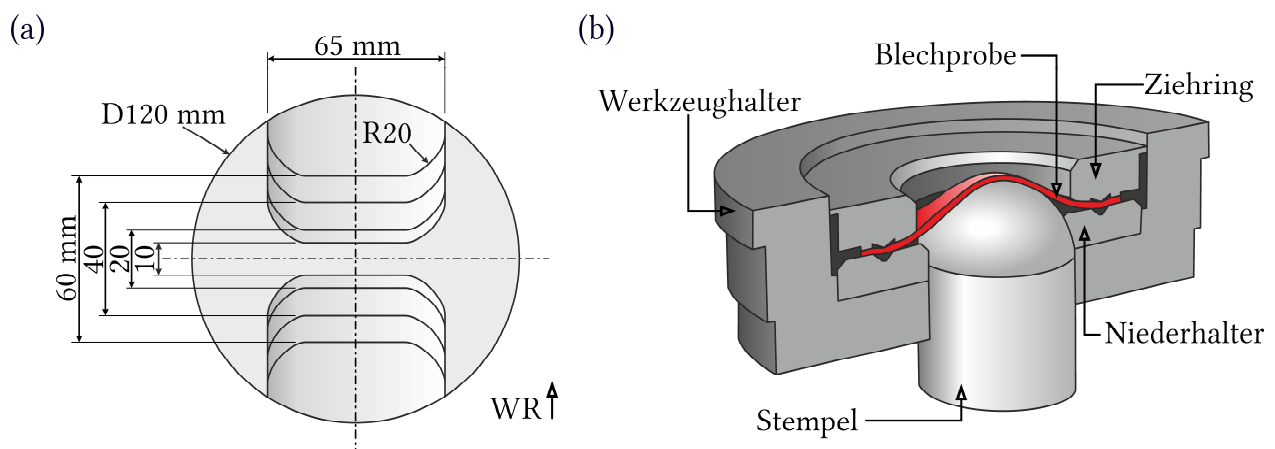 (a)
65 mm
D120 mm
R20
60 mm
40
20
10
WR
(b)
Blechprobe
Ziehring
Werkzeughalter
Niederhalter
Stempel